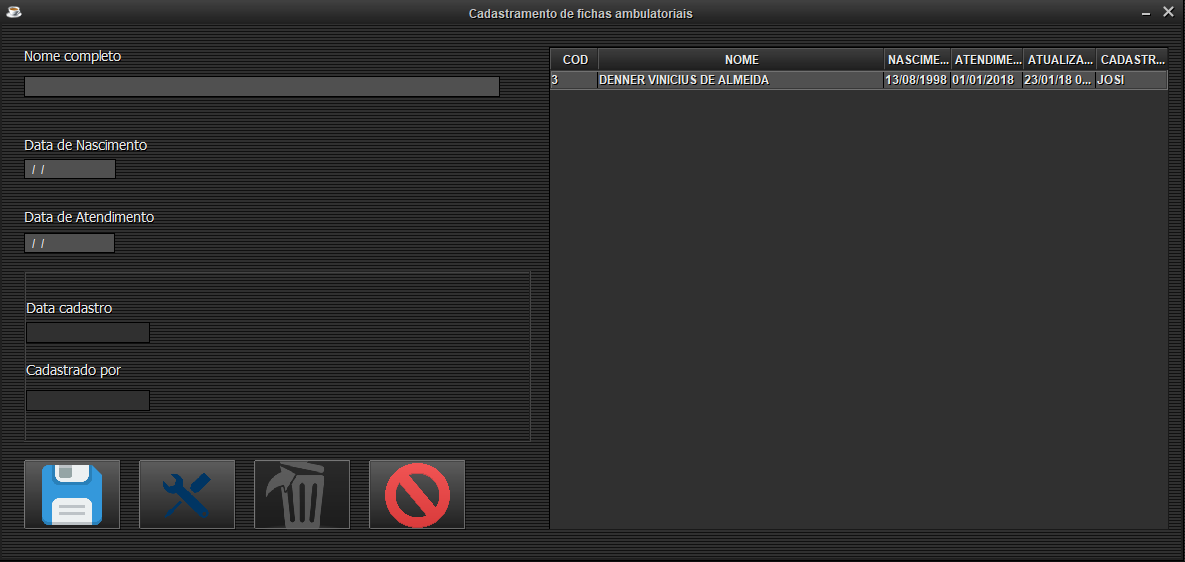 Cadastramento de fichas ambulatoriais
Nome completo
Data de Nascimento
/ /
Data de Atendimento
/ /
Data cadastro
Cadastrado por
COD NOME NASCIME... ATENDIME... ATUALIZA... CADASTR...
3 DENNER VINICIUS DE ALMEIDA 13/08/1998 01/01/2018 23/01/18 0... JOSI